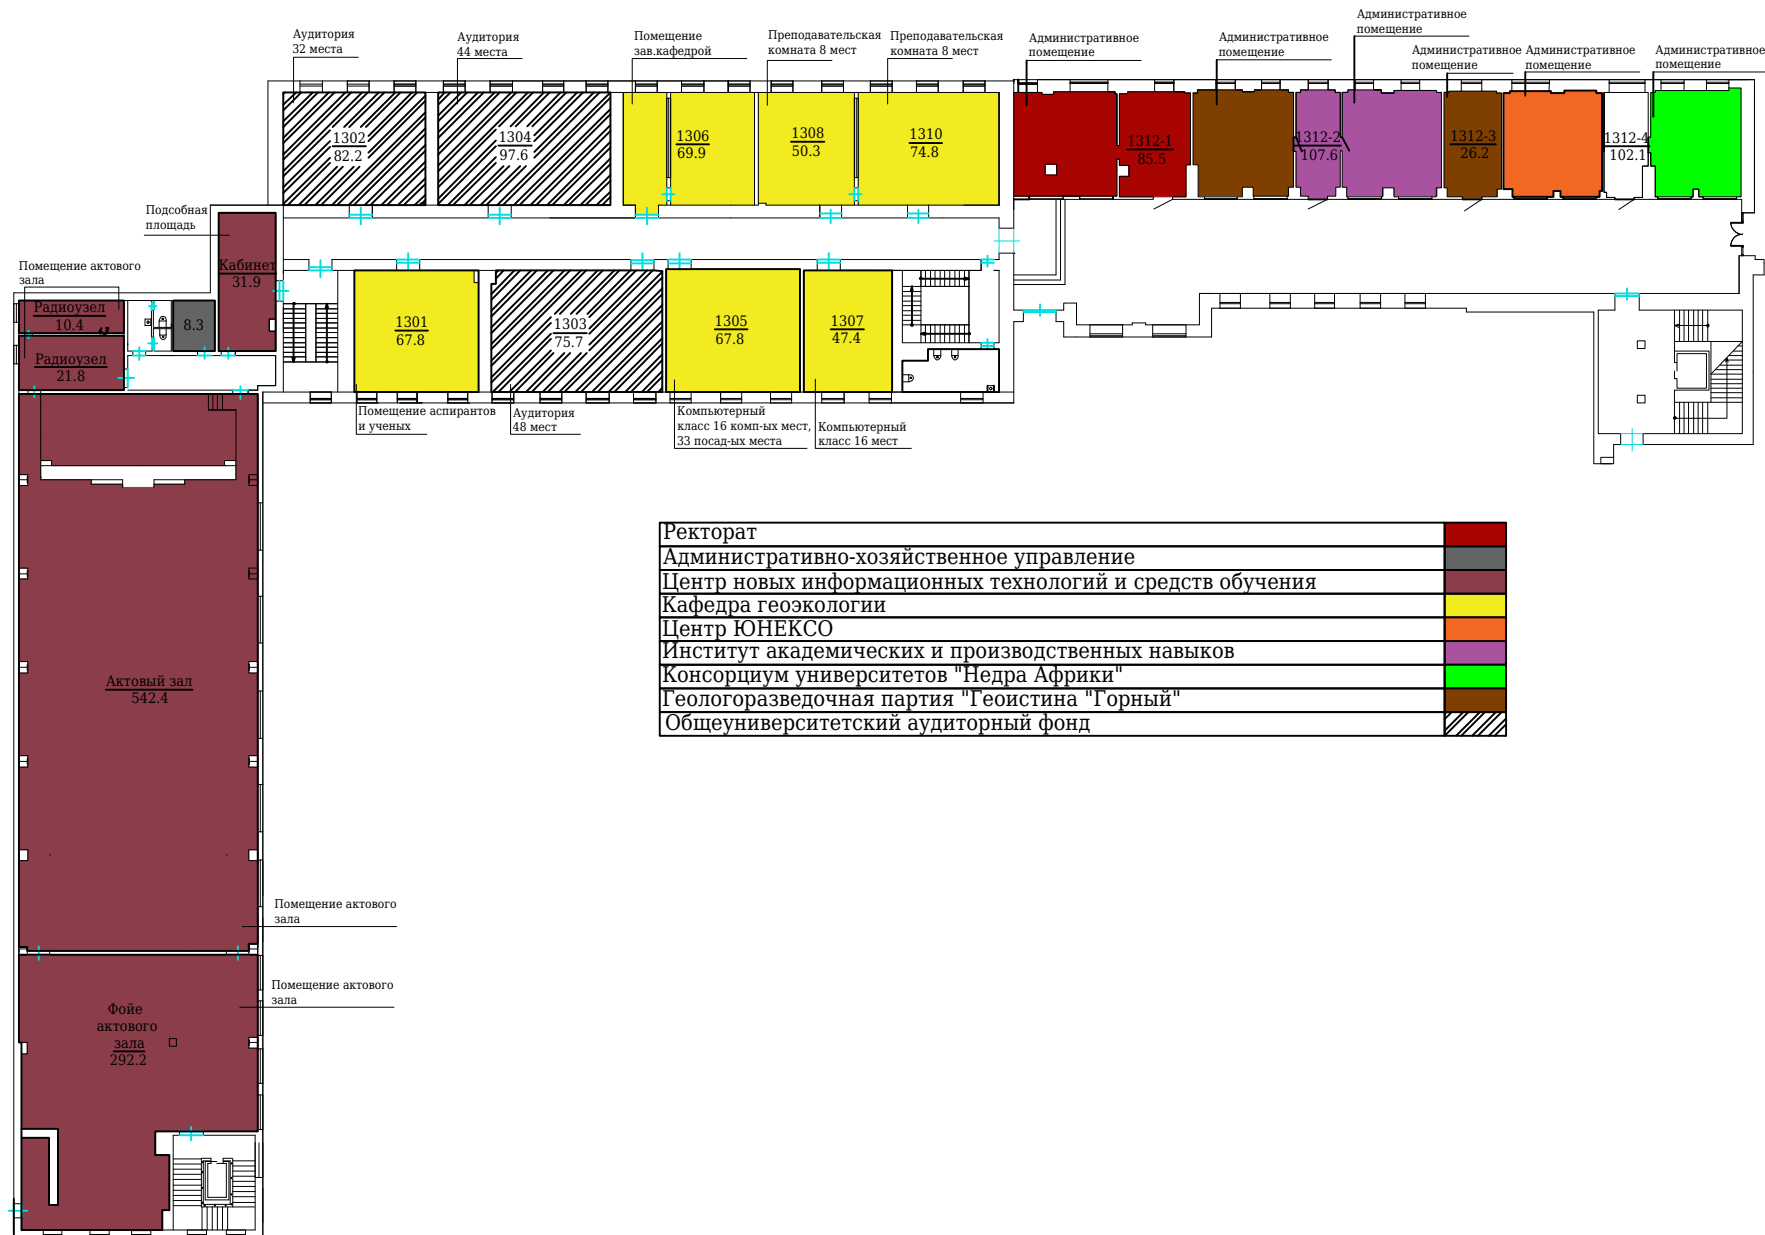 Аудитория
32 места
Аудитория
44 места
Помещение
зав.кафедрой
Преподавательская
комната 8 мест
Преподавательская
комната 8 мест
Административное
помещение
Административное
помещение
Административное
помещение
Административное
помещение
Административное
помещение
Административное
помещение
1302
82.2
1304
97.6
1306
69.9
1308
50.3
1310
74.8
1312-1
85.5
1312-2
107.6
1312-3
26.2
1312-4
102.1
Подсобная
площадь
Помещение актового
зала
Кабинет
31.9
Радиоузел
10.4
8.3
Радиоузел
21.8
1301
67.8
1303
75.7
1305
67.8
1307
47.4
Помещение аспирантов
и ученых
Аудитория
48 мест
Компьютерный
класс 16 комп-ых мест,
33 посад-ых места
Компьютерный
класс 16 мест
Ректорат
Административно-хозяйственное управление
Центр новых информационных технологий и средств обучения
Кафедра геоэкологии
Центр ЮНЕКСО
Институт академических и производственных навыков
Консорциум университетов "Недра Африки"
Геологоразведочная партия "Геоистина "Горный"
Общеуниверситетский аудиторный фонд
Актовый зал
542.4
Помещение актового
зала
Помещение актового
зала
Фойе
актового
зала
292.2